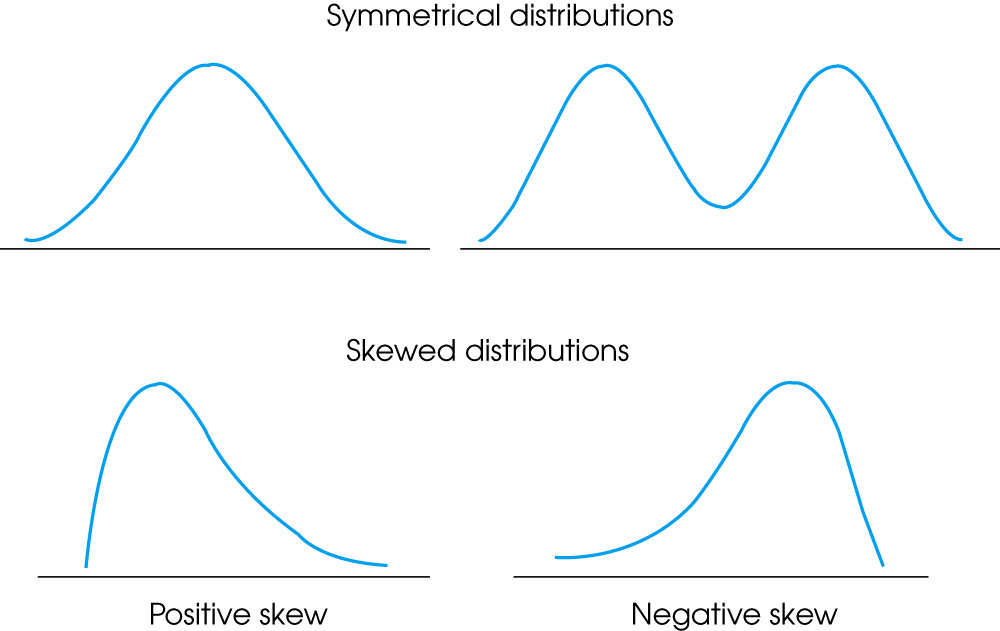 Symmetrical distributions
Skewed distributions
Positive skew
Negative skew